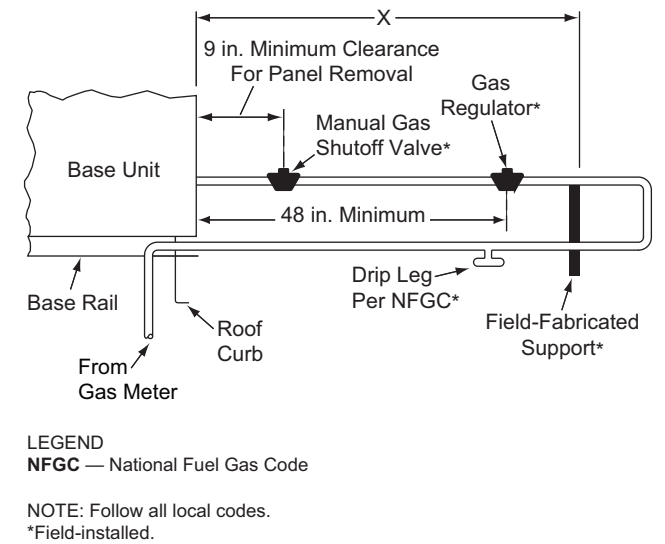 X
9 in. Minimum Clearance
For Panel Removal
Gas
Regulator*
Manual Gas
Shutoff Valve*
Base Unit
48 in. Minimum
Drip Leg
Per NFGC*
Base Rail
Roof
Curb
Field-Fabricated
Support*
From
Gas Meter
LEGEND
NFGC — National Fuel Gas Code
NOTE: Follow all local codes.
*Field-installed.